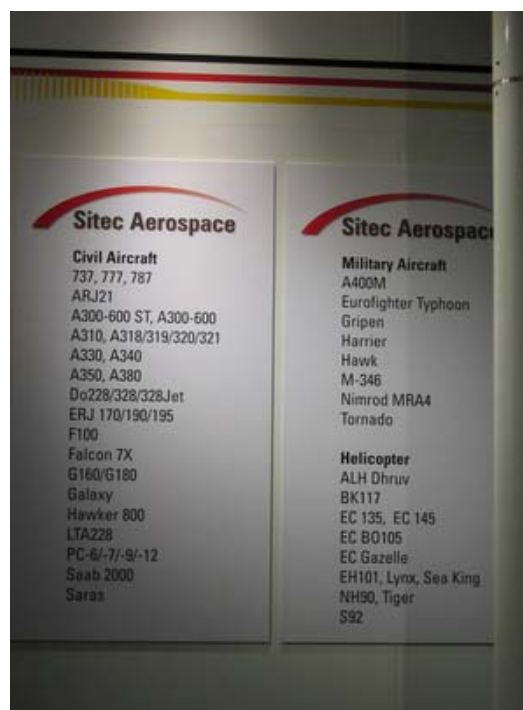 Sitec Aerospace
Civil Aircraft
737, 777, 787
ARJ21
A300-600 ST, A300-600
A310, A318/319/320/321
A330, A340
A350, A380
Do228/328/328Jet
ERJ 170/190/195
F100
Falcon 7X
G160/G180
Galaxy
Hawker 800
LTA228
PC-6/-7/-9/-12
Saab 2000
Saras
Sitec Aerospac
Military Aircraft
A400M
Eurofighter Typhoon
Gripen
Harrier
Hawk
M-346
Nimrod MRA4
Tornado
Helicopter
ALH Dhruv
BK117
EC 135, EC 145
EC BO105
EC Gazelle
EH101, Lynx, Sea King
NH90, Tiger
S92